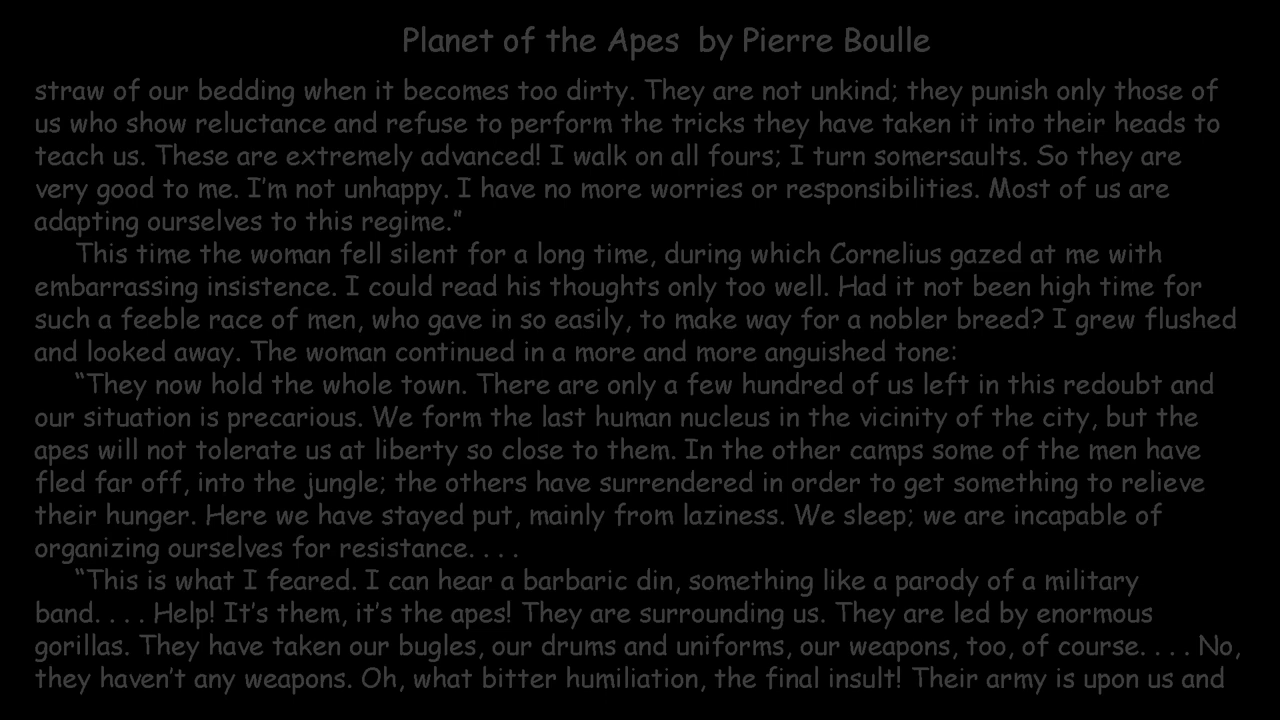 Planet of the Apes  by Pierre Boulle
straw of our bedding when it becomes too dirty. They are not unkind; they punish only those of
us who show reluctance and refuse to perform the tricks they have taken it into their heads to
teach us. These are extremely advanced! I walk on all fours; I turn somersaults. So they are
very good to me. I’m not unhappy. I have no more worries or responsibilities. Most of us are
adapting ourselves to this regime.”
This time the woman fell silent for a long time, during which Cornelius gazed at me with
embarrassing insistence. I could read his thoughts only too well. Had it not been high time for
such a feeble race of men, who gave in so easily, to make way for a nobler breed? I grew flushed
and looked away. The woman continued in a more and more anguished tone:
“They now hold the whole town. There are only a few hundred of us left in this redoubt and
our situation is precarious. We form the last human nucleus in the vicinity of the city, but the
apes will not tolerate us at liberty so close to them. In the other camps some of the men have
fled far off, into the jungle; the others have surrendered in order to get something to relieve
their hunger. Here we have stayed put, mainly from laziness. We sleep; we are incapable of
organizing ourselves for resistance. . . .
“This is what I feared. I can hear a barbaric din, something like a parody of a military
band. . . . Help! It’s them, it’s the apes! They are surrounding us. They are led by enormous
gorillas. They have taken our bugles, our drums and uniforms, our weapons, too, of course. . . . No,
they haven’t any weapons. Oh, what bitter humiliation, the final insult! Their army is upon us and